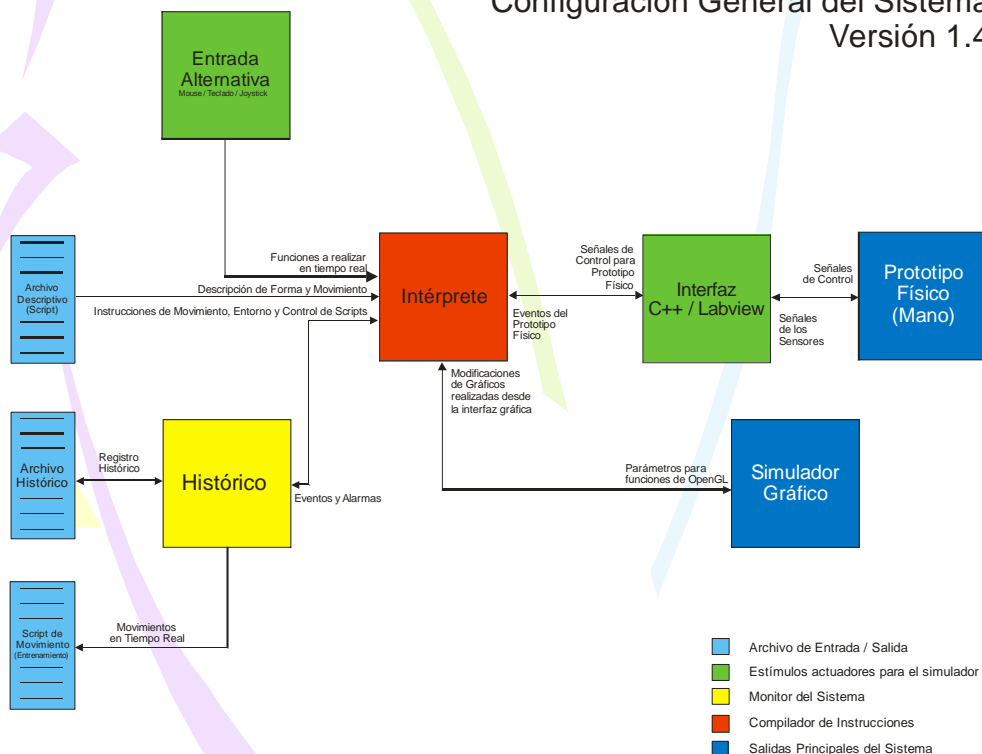 Configuración General del Sistema
Versión 1.4
Entrada
Alternativa
Mouse / Teclado / Joystick
Funciones a realizar
en tiempo real
Descripción de Forma y Movimiento
Instrucciones de Movimiento, Entorno y Control de Scripts
Archivo
Descriptivo
(Script)
Intérprete
Señales de
Control para
Prototipo
Físico
Eventos del
Prototipo
Físico
Interfaz
C++ / Labview
Señales
de Control
Señales
de los
Sensores
Prototipo
Físico
(Mano)
Modificaciones
de Gráficos
realizadas desde
la interfaz gráfica
Archivo
Histórico
Registro
Histórico
Histórico
Eventos y Alarmas
Parámetros para
funciones de OpenGL
Simulador
Gráfico
Script de
Movimiento
(Entrenamiento)
Movimientos
en Tiempo Real
Archivo de Entrada / Salida
Estímulos actuadores para el simulador
Monitor del Sistema
Compilador de Instrucciones
Salidas Principales del Sistema